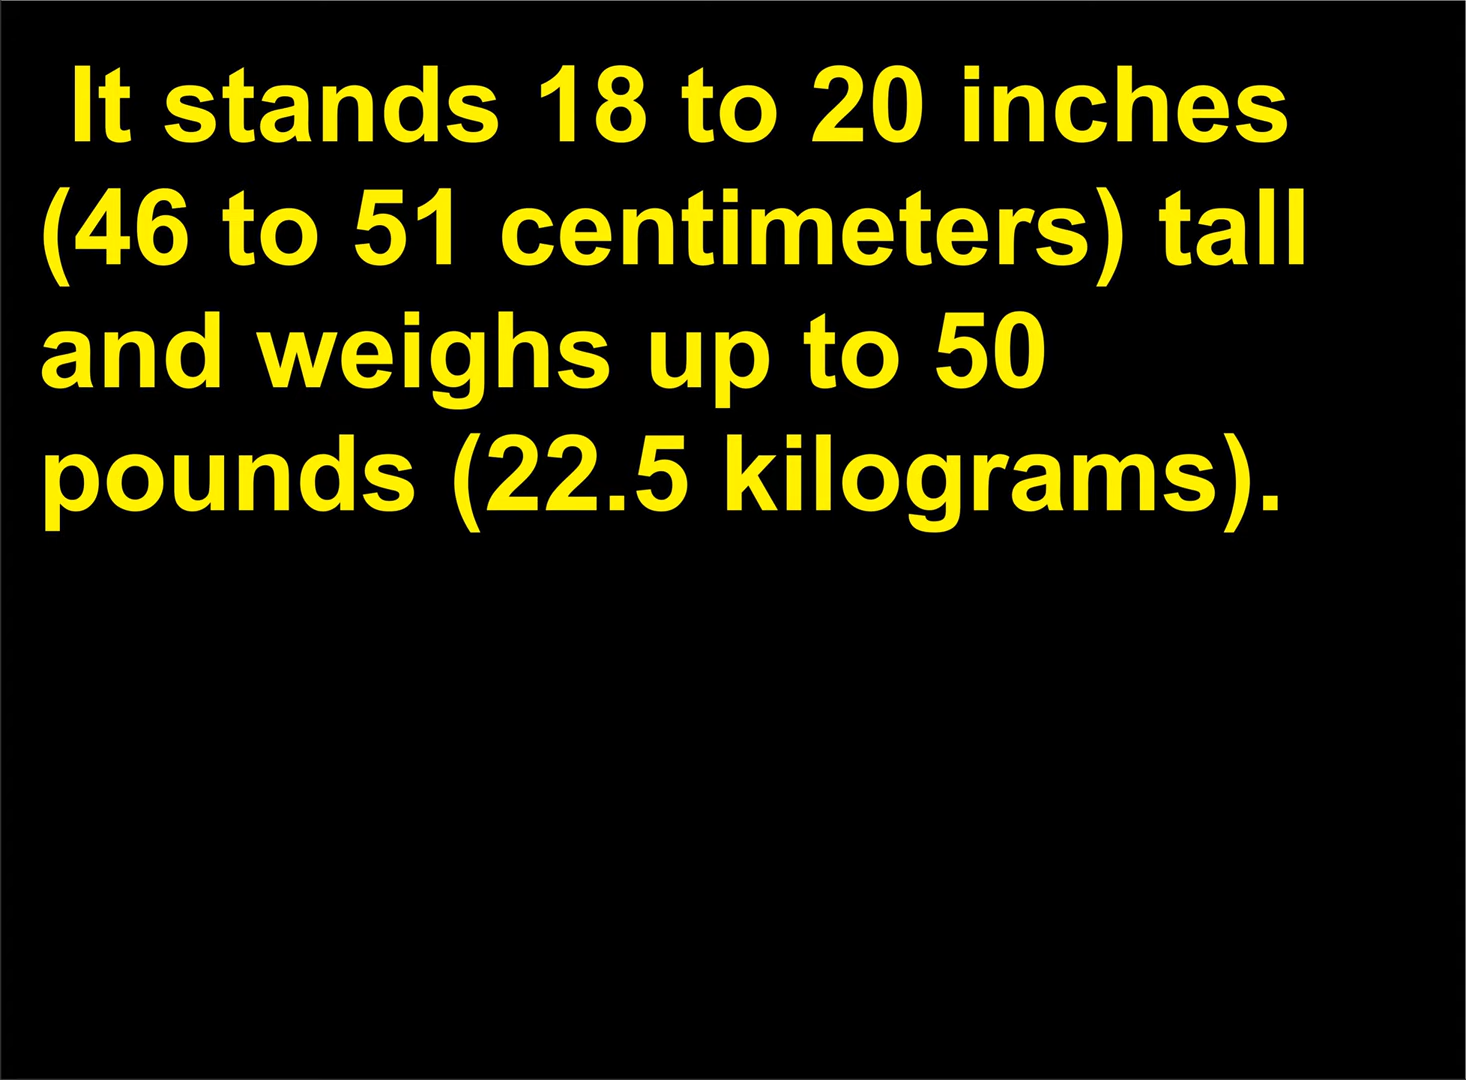 It stands 18 to 20 inches
(46 to 51 centimeters) tall
and weighs up to 50
pounds (22.5 kilograms).